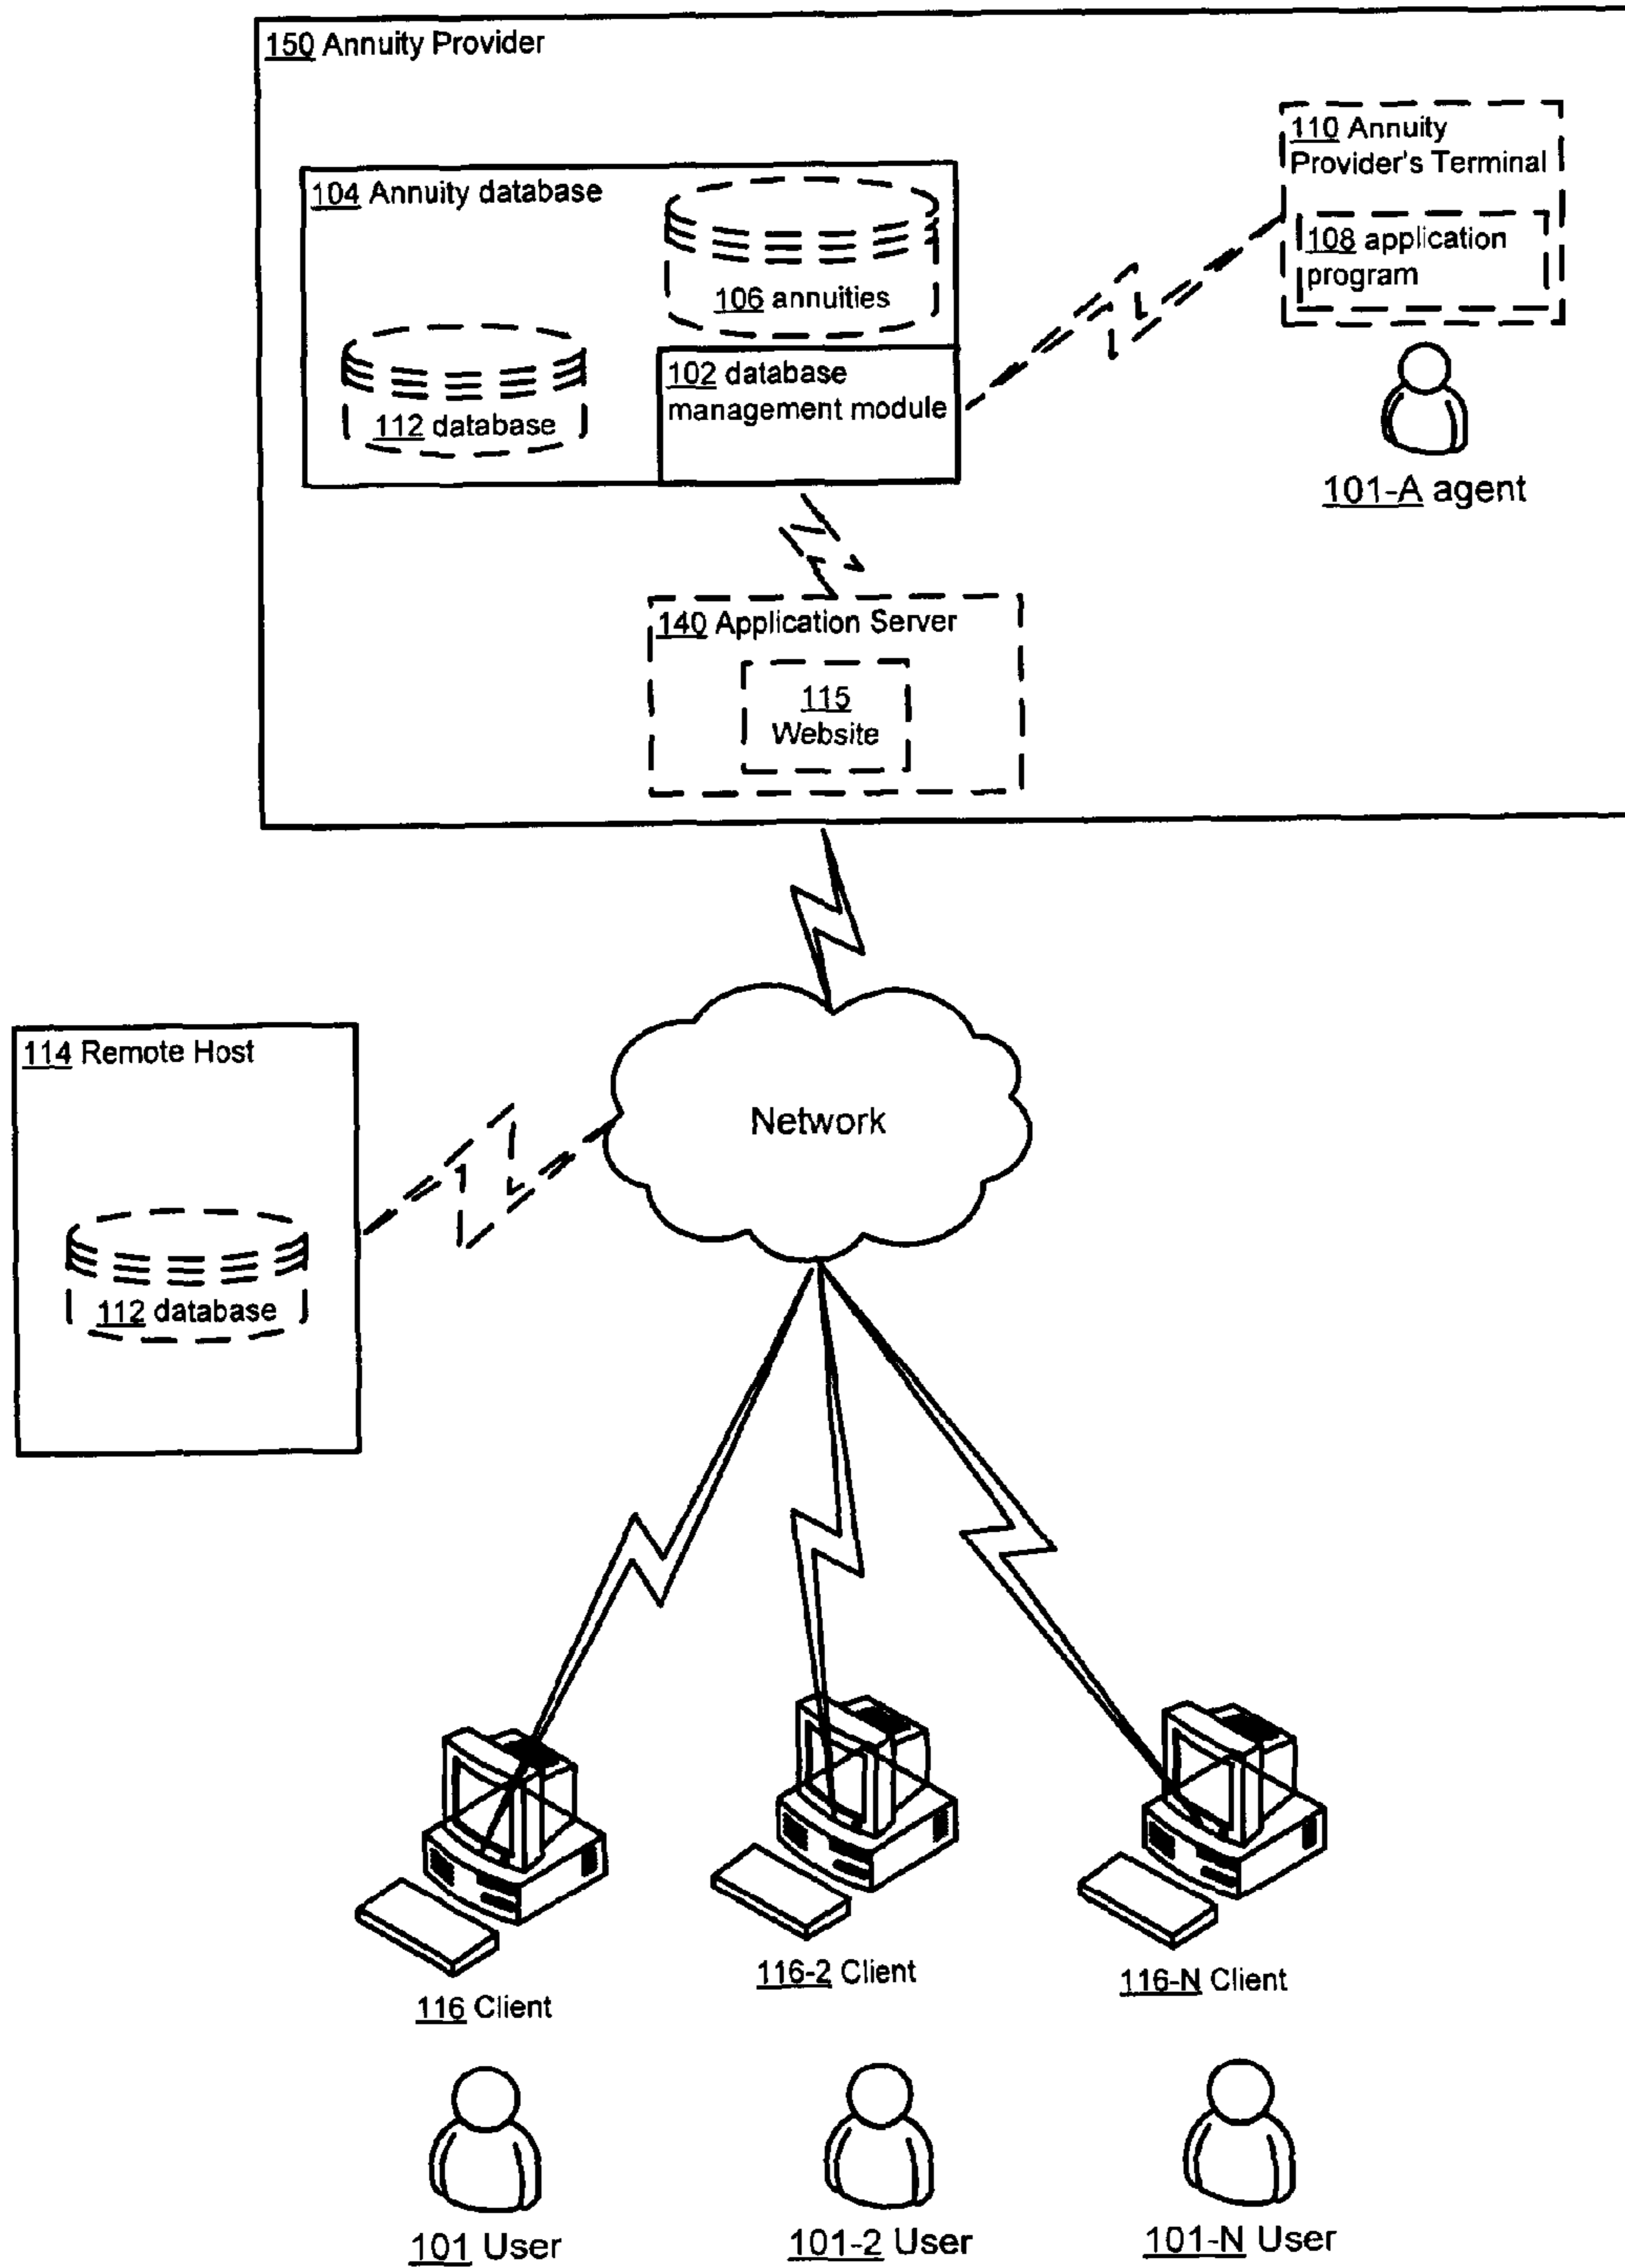 150 Annuity Provider
110 Annuity
Provider's Terminal
108 application
program
101-A agent
104 Annuity database
106 annuities
112 database
102 database
management module
140 Application Server
115
Website
Network
114 Remote Host
112 database
116 Client
116-2 Client
116-N Client
101 User
101-2 User
101-N User